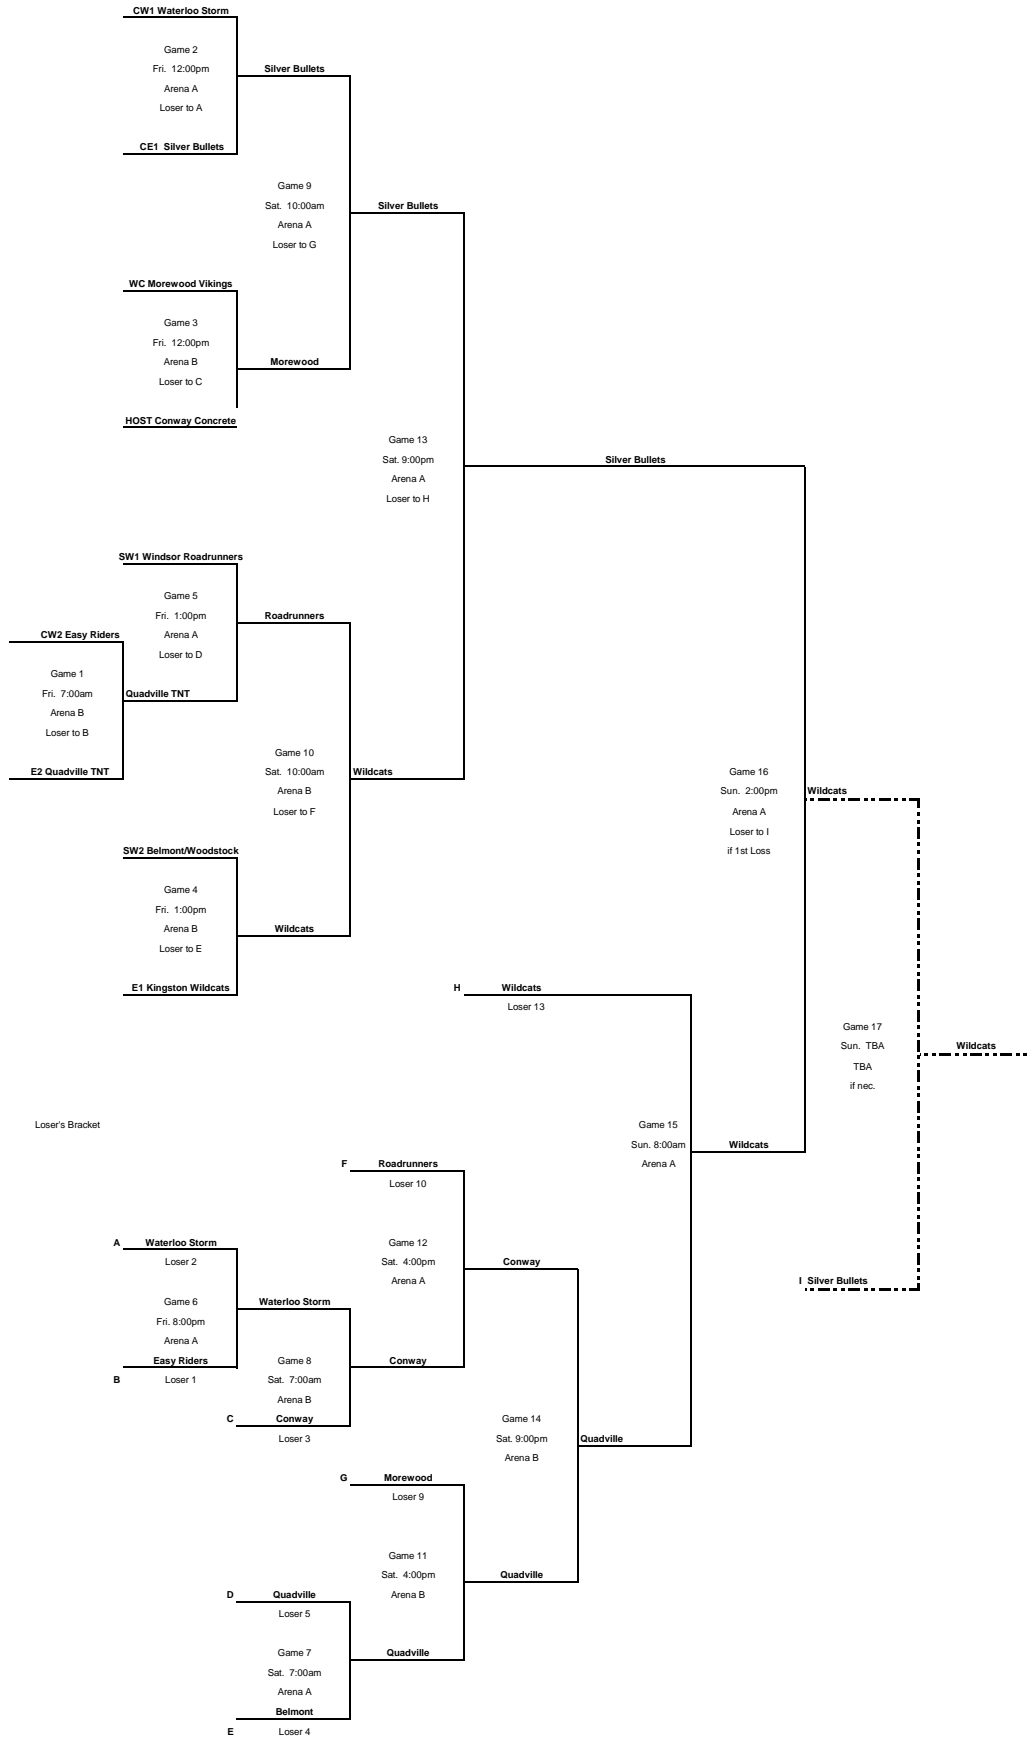 CW1 Waterloo Storm
Game 2
Fri.  12:00pm
Arena A
Loser to A
Silver Bullets
CE1  Silver Bullets
Game 9
Sat.  10:00am
Arena A
Loser to G
Silver Bullets
WC Morewood Vikings
Game 3
Fri.  12:00pm
Arena B
Loser to C
Morewood
HOST Conway Concrete
Game 13
Sat. 9:00pm
Arena A
Loser to H
Silver Bullets
SW1 Windsor Roadrunners
Game 5
Fri.  1:00pm
Arena A
Loser to D
Roadrunners
CW2 Easy Riders
Game 1
Fri.  7:00am
Arena B
Loser to B
Quadville TNT
E2 Quadville TNT
Game 10
Sat.  10:00am
Arena B
Loser to F
Wildcats
Game 16
Sun.  2:00pm
Arena A
Loser to I
if 1st Loss
Wildcats
SW2 Belmont/Woodstock
Game 4
Fri.  1:00pm
Arena B
Loser to E
Wildcats
E1 Kingston Wildcats
H Wildcats
Loser 13
Game 17
Sun.  TBA
TBA
if nec.
Wildcats
Loser's Bracket
Game 15
Sun. 8:00am
Arena A
Wildcats
F Roadrunners
Loser 10
A Waterloo Storm
Loser 2
Game 12
Sat.  4:00pm
Arena A
Conway
I  Silver Bullets
Game 6
Fri. 8:00pm
Arena A
Waterloo Storm
Easy Riders
B Loser 1
Game 8
Sat.  7:00am
Arena B
Conway
C Conway
Loser 3
Game 14
Sat. 9:00pm
Arena B
Quadville
G Morewood
Loser 9
Game 11
Sat.  4:00pm
Arena B
Quadville
D Quadville
Loser 5
Game 7
Sat.  7:00am
Arena A
Quadville
Belmont
E Loser 4